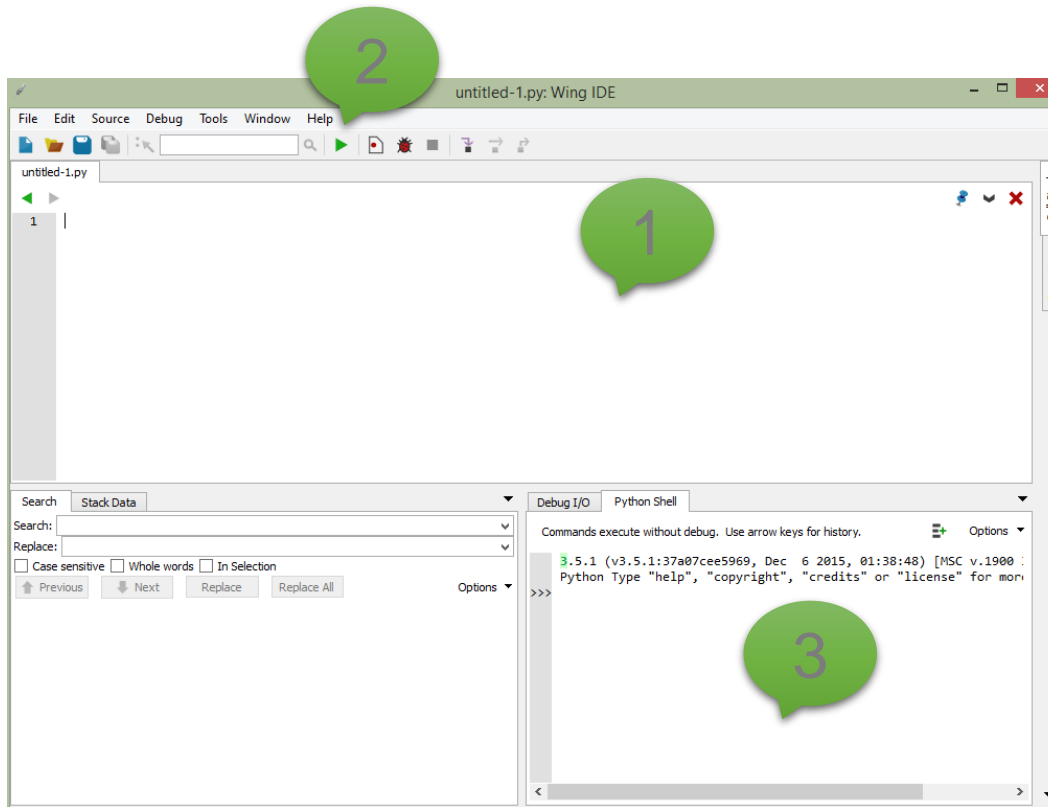 2
untitled-1.py: Wing IDE
File Edit Source Debug Tools Window Help
untitled-1.py
1
1
Search Stack Data
Search:
Replace:
Case sensitive Whole words In Selection
Previous Next Replace Replace All Options
Debug I/O Python Shell
Commands execute without debug. Use arrow keys for history. Options
3.5.1 (v3.5.1:37a07cee5969, Dec 6 2015, 01:38:48) [MSC v.1900
Python Type "help", "copyright", "credits" or "license" for more
>>>
3